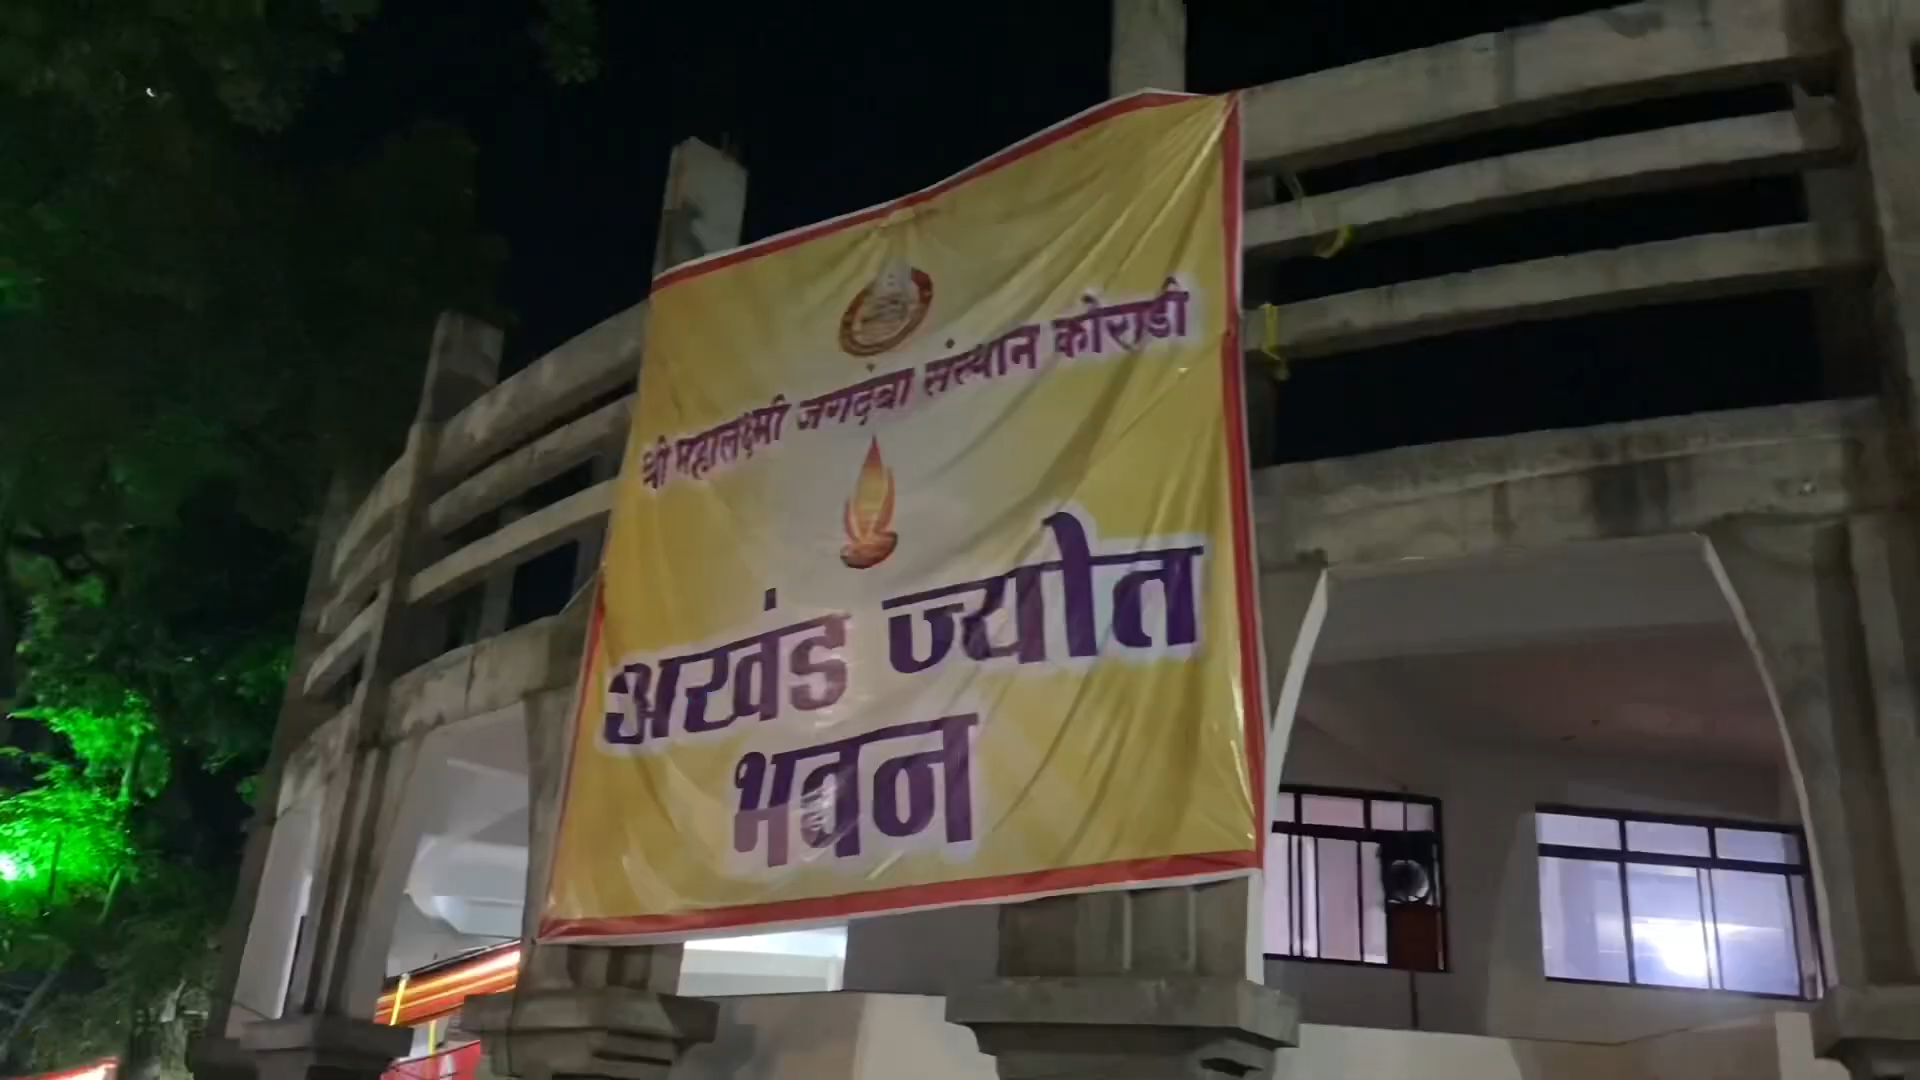 श्री महालक्ष्मी जगदंबा संस्थान कोराडी
अखंड ज्योत
भवन